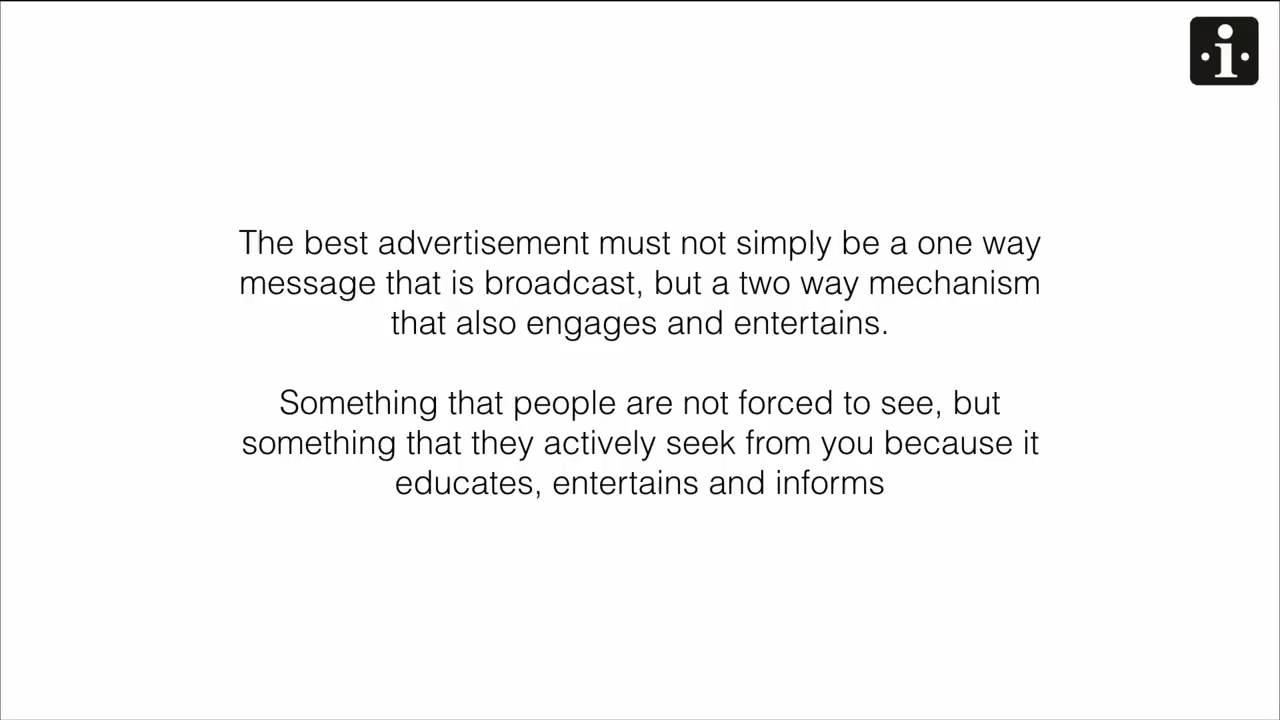 ·i·
The best advertisement must not simply be a one way
message that is broadcast, but a two way mechanism
that also engages and entertains.
Something that people are not forced to see, but
something that they actively seek from you because it
educates, entertains and informs